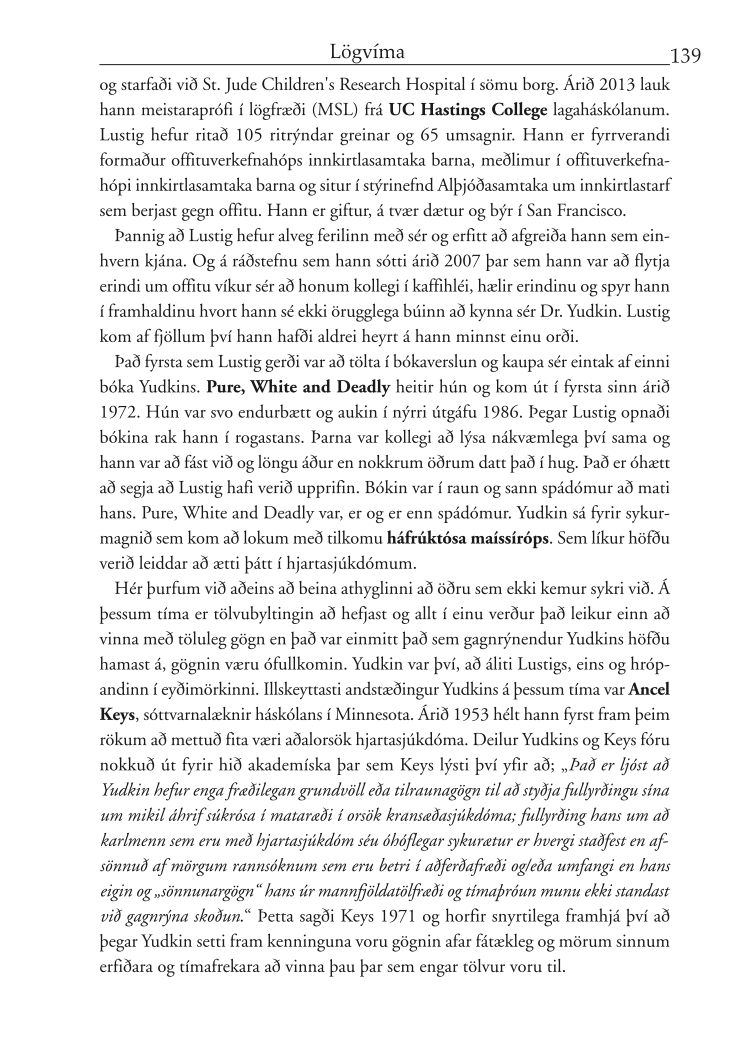 Lögvíma
139
og starfaði við St. Jude Children's Research Hospital í sömu borg. Árið 2013 lauk
hann meistaraprófi í lögfræði (MSL) frá UC Hastings College lagaháskólanum.
Lustig hefur ritað 105 ritrýndar greinar og 65 umsagnir. Hann er fyrrverandi
formaður offituverkefnahóps innkirtlasamtaka barna, meðlimur í offituverkefna-
hópi innkirtlasamtaka barna og situr í stýrinefnd Alþjóðasamtaka um innkirtlastarf
sem berjast gegn offitu. Hann er giftur, á tvær dætur og býr í San Francisco.
Þannig að Lustig hefur alveg ferilinn með sér og erfitt að afgreiða hann sem ein-
hvern kjána. Og á ráðstefnu sem hann sótti árið 2007 þar sem hann var að flytja
erindi um offitu víkur sér að honum kollegi í kaffihléi, hælir erindinu og spyr hann
í framhaldinu hvort hann sé ekki örugglega búinn að kynna sér Dr. Yudkin. Lustig
kom af fjöllum því hann hafði aldrei heyrt á hann minnst einu orði.
Það fyrsta sem Lustig gerði var að tölta í bókaverslun og kaupa sér eintak af einni
bóka Yudkins. Pure, White and Deadly heitir hún og kom út í fyrsta sinn árið
1972. Hún var svo endurbætt og aukin í nýrri útgáfu 1986. Þegar Lustig opnaði
bókina rak hann í rogastans. Þarna var kollegi að lýsa nákvæmlega því sama og
hann var að fást við og löngu áður en nokkrum öðrum datt það í hug. Það er óhætt
að segja að Lustig hafi verið upprifin. Bókin var í raun og sann spádómur að mati
hans. Pure, White and Deadly var, er og er enn spádómur. Yudkin sá fyrir sykur-
magnið sem kom að lokum með tilkomu háfrúktósa maíssíróps. Sem líkur höfðu
verið leiddar að ætti þátt í hjartasjúkdómum.
Hér þurfum við aðeins að beina athyglinni að öðru sem ekki kemur sykri við. Á
þessum tíma er tölvubyltingin að hefjast og allt í einu verður það leikur einn að
vinna með töluleg gögn en það var einmitt það sem gagnrýnendur Yudkins höfðu
hamast á, gögnin væru ófullkomin. Yudkin var því, að áliti Lustigs, eins og hróp-
andinn í eyðimörkinni. Illskeyttasti andstæðingur Yudkins á þessum tíma var Ancel
Keys, sóttvarnalæknir háskólans í Minnesota. Árið 1953 hélt hann fyrst fram þeim
rökum að mettuð fita væri aðalorsök hjartasjúkdóma. Deilur Yudkins og Keys fóru
nokkuð út fyrir hið akademíska þar sem Keys lýsti því yfir að; „Það er ljóst að
Yudkin hefur enga fræðilegan grundvöll eða tilraunagögn til að styðja fullyrðingu sína
um mikil áhrif súkrósa í mataræði í orsök kransæðasjúkdóma; fullyrðing hans um að
karlmenn sem eru með hjartasjúkdóm séu óhóflegar sykurætur er hvergi staðfest en af-
sönnuð af mörgum rannsóknum sem eru betri í aðferðafræði og/eða umfangi en hans
eigin og „sönnunargögn“ hans úr mannfjöldatölfræði og tímaþróun munu ekki standast
við gagnrýna skoðun.“ Þetta sagði Keys 1971 og horfir snyrtilega framhjá því að
þegar Yudkin setti fram kenninguna voru gögnin afar fátækleg og mörum sinnum
erfiðara og tímafrekara að vinna þau þar sem engar tölvur voru til.